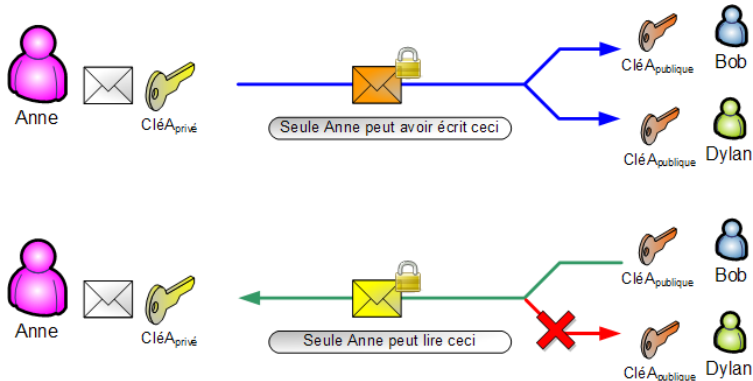 Anne
CléA privé
Seule Anne peut avoir écrit ceci
CléA publique
Bob
CléA publique
Dylan
Anne
CléA privé
Seule Anne peut lire ceci
CléA publique
Bob
CléA publique
Dylan